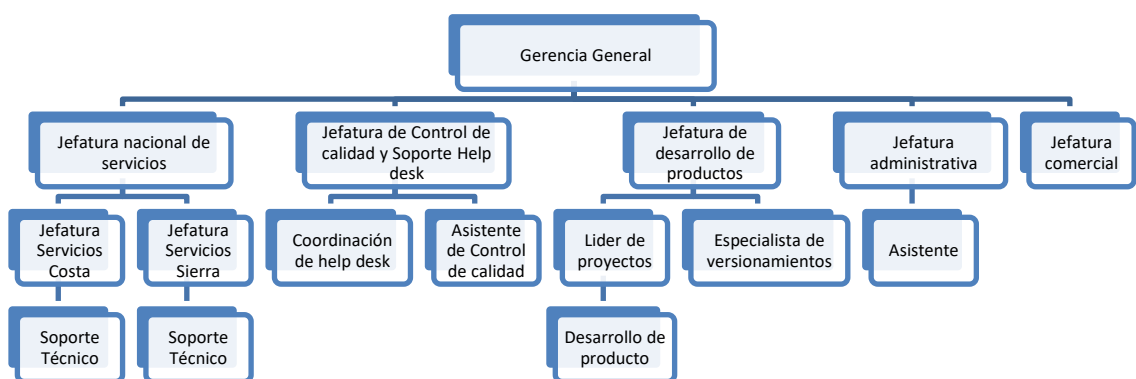 Gerencia General
Jefatura nacional de
servicios
Jefatura de Control de
calidad y Soporte Help
desk
Jefatura de
desarrollo de
productos
Jefatura
administrativa
Jefatura
comercial
Jefatura
Servicios
Costa
Jefatura
Servicios
Sierra
Coordinación
de help desk
Asistente
de Control
de calidad
Lider de
proyectos
Especialista de
versionamientos
Asistente
Soporte
Técnico
Soporte
Técnico
Desarrollo de
producto